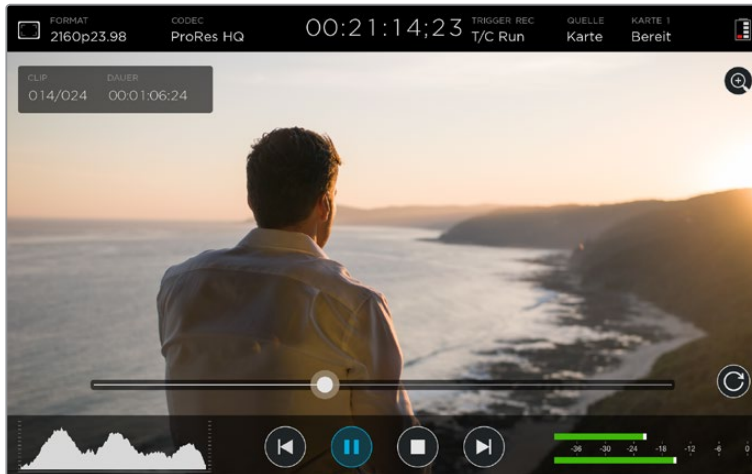 FORMAT CODEC 00:21:14;23 TRIGGER REC QUELLE KARTE 1
2160p23.98 ProRes HQ T/C Run Karte Bereit
CLIP DAUER
014/024 00:01:06:24
-36 -30 -24 -18 -12 -6 0